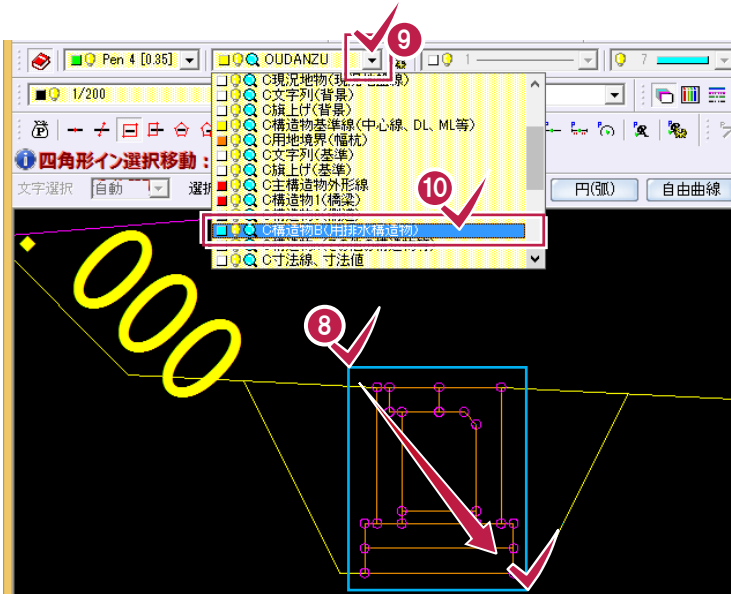 9
Pen 4 [0.35]
OUDANZU
1
7
1/200
C文字列(背景)
C旗上げ(背景)
C構造物基準線(中心線、DL、ML等)
C用地境界(幅杭)
C文字列(基準)
C旗上げ(基準)
C主構造物外形線
C構造物1(橋梁)
10
C構造物B(用排水構造物)
C寸法線、寸法値
四角形イン選択移動：
文字選択
自動
円(弧)
自由曲線
000
8